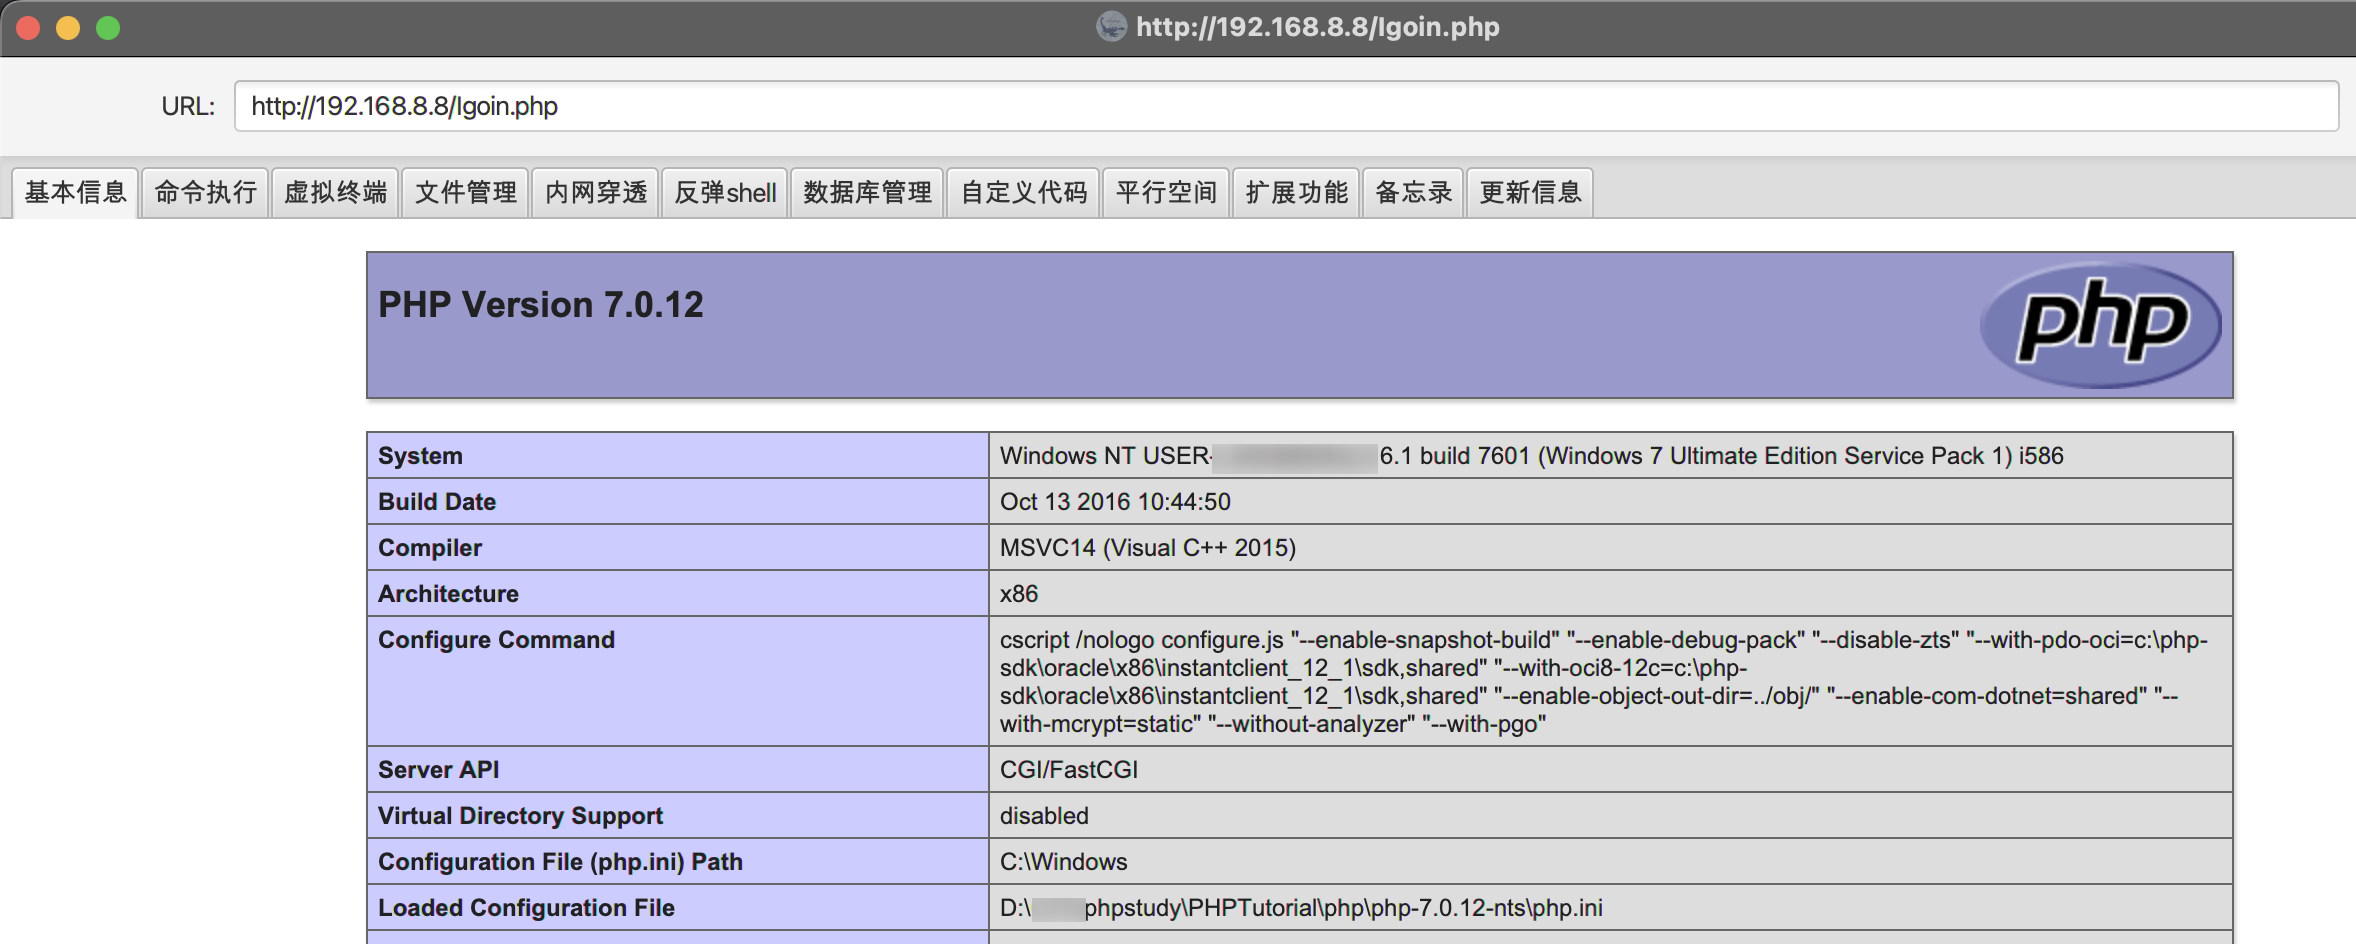 http://192.168.8.8/lgoin.php
URL: http://192.168.8.8/lgoin.php
基本信息 命令执行 虚拟终端 文件管理 内网穿透 反弹shell 数据库管理 自定义代码 平行空间 扩展功能 备忘录 更新信息
PHP Version 7.0.12
php
System Windows NT USER- 6.1 build 7601 (Windows 7 Ultimate Edition Service Pack 1) i586
Build Date Oct 13 2016 10:44:50
Compiler MSVC14 (Visual C++ 2015)
Architecture x86
Configure Command cscript /nologo configure.js "--enable-snapshot-build" "--enable-debug-pack" "--disable-zts" "--with-pdo-oci=c:\php-
sdk\oracle\x86\instantclient_12_1\sdk,shared" "--with-oci8-12c=c:\php-
sdk\oracle\x86\instantclient_12_1\sdk,shared" "--enable-object-out-dir=../obj/" "--enable-com-dotnet=shared" "--
with-mcrypt=static" "--without-analyzer" "--with-pgo"
Server API CGI/FastCGI
Virtual Directory Support disabled
Configuration File (php.ini) Path C:\Windows
Loaded Configuration File D:\ phpstudy\PHPTutorial\php\php-7.0.12-nts\php.ini